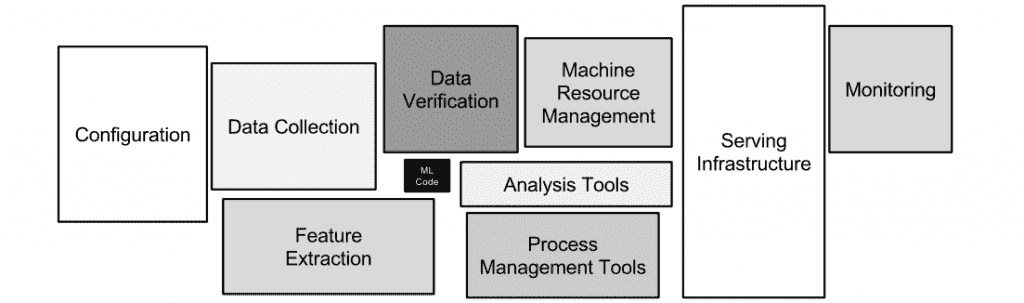 Configuration
Data Collection
Data
Verification
Machine
Resource
Management
Serving
Infrastructure
Monitoring
ML
Code
Analysis Tools
Feature
Extraction
Process
Management Tools